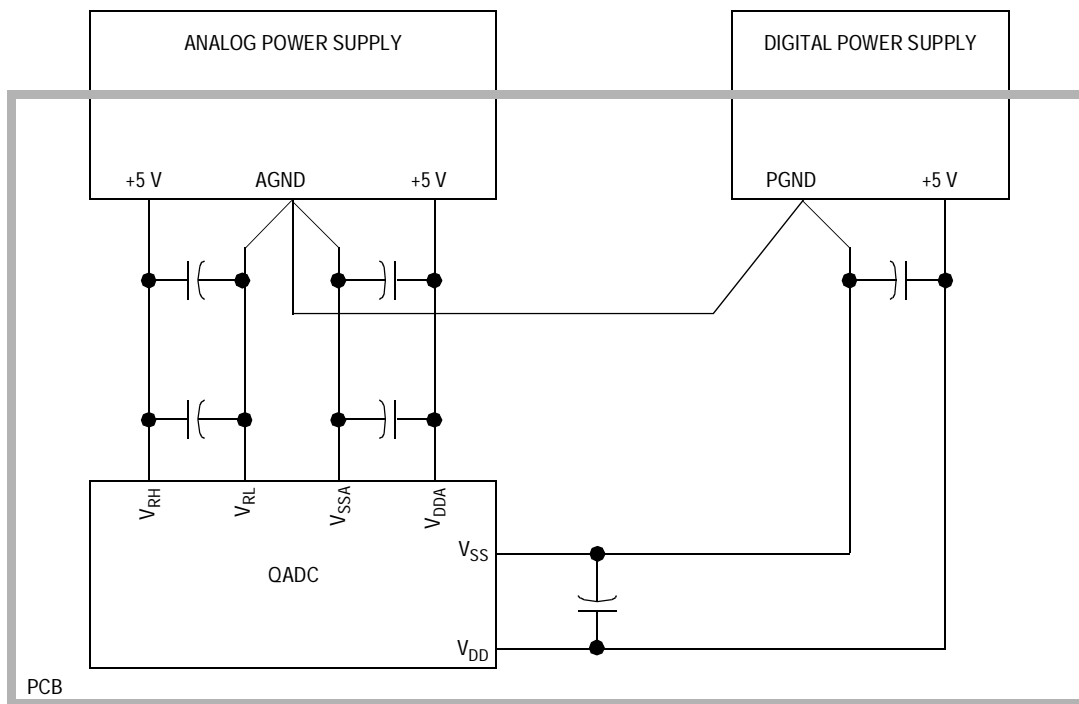 ANALOG POWER SUPPLY
DIGITAL POWER SUPPLY
+5 V
AGND
+5 V
PGND
+5 V
VRH
VRL
VSSA
VDDA
VSS
QADC
VDD
PCB